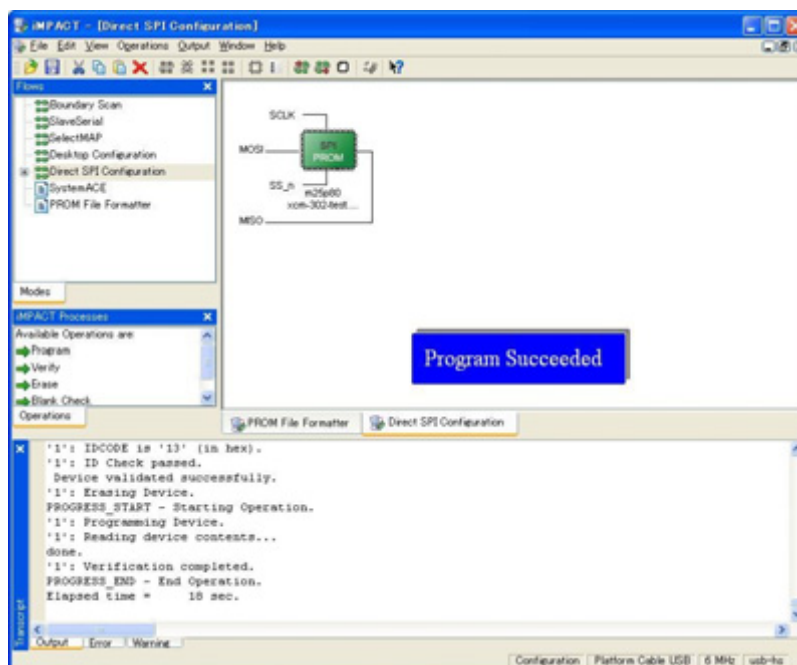 iMPACT - [Direct SPI Configuration]
File Edit View Operations Output Window Help
Flows
Boundary Scan
SlaveSerial
SelectMAP
Desktop Configuration
Direct SPI Configuration
SystemACE
PROM File Formatter
Modes
SCLK
MOSI
SPI
PROM
SS_n
m25p80
xcm-302-test....
MISO
iMPACT Processes
Available Operations are:
Program
Verify
Erase
Blank Check
Operations
Program Succeeded
PROM File Formatter
Direct SPI Configuration
'1': IDCODE is '13' (in hex).
'1': ID Check passed.
Device validated successfully.
'1': Erasing Device.
PROGRESS_START - Starting Operation.
'1': Programming Device.
'1': Reading device contents...
done.
'1': Verification completed.
PROGRESS_END - End Operation.
Elapsed time = 18 sec.
Transcript
Output Error Warning
Configuration Platform Cable USB 6 MHz usb-hs